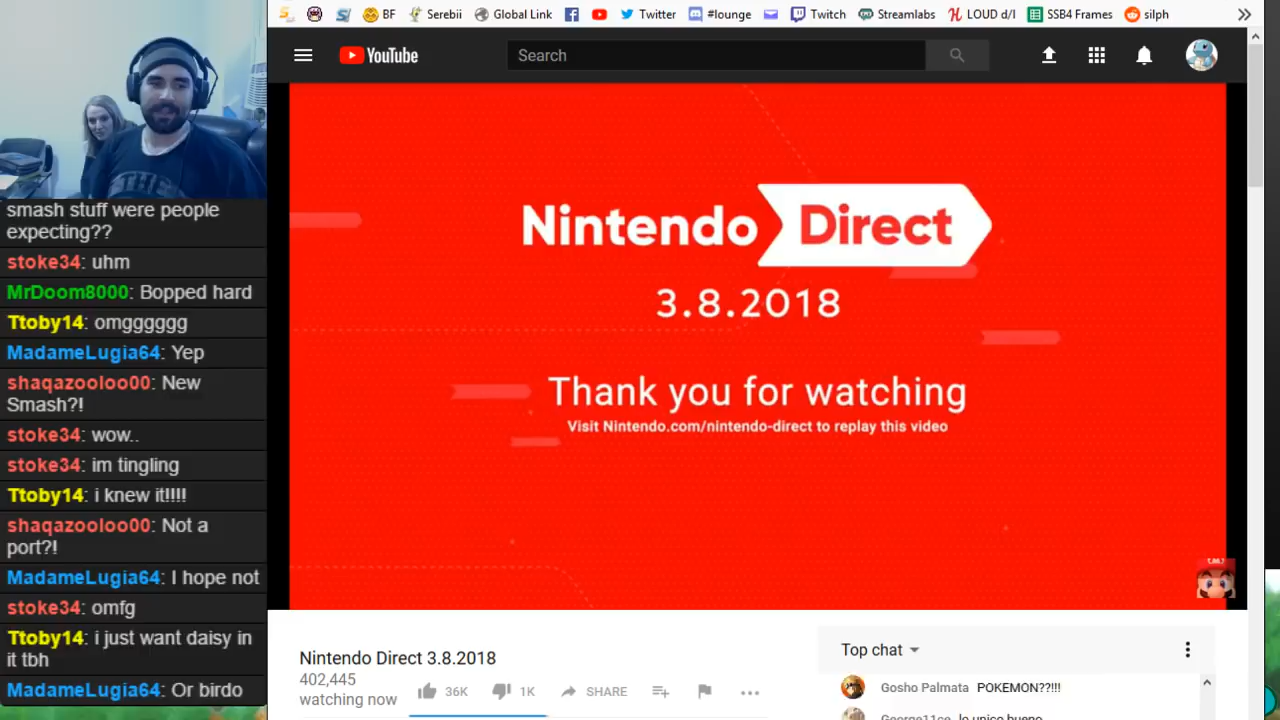 BF
Serebii
Global Link
Twitter
#lounge
Twitch
Streamlabs
LOUD d/l
SSB4 Frames
silph
YouTube
Search
Nintendo Direct
3.8.2018
Thank you for watching
Visit Nintendo.com/nintendo-direct to replay this video
smash stuff were people
expecting??
stoke34: uhm
MrDoom8000: Bopped hard
Ttoby14: omgggggg
MadameLugia64: Yep
shaqazooloo00: New
Smash?!
stoke34: wow..
stoke34: im tingling
Ttoby14: i knew it!!!!
shaqazooloo00: Not a
port?!
MadameLugia64: I hope not
stoke34: omfg
Ttoby14: i just want daisy in
it tbh
MadameLugia64: Or birdo
Nintendo Direct 3.8.2018
402,445
watching now
36K
1K
SHARE
Top chat
Gosho Palmata POKEMON??!!!
George11ce lo unico bueno